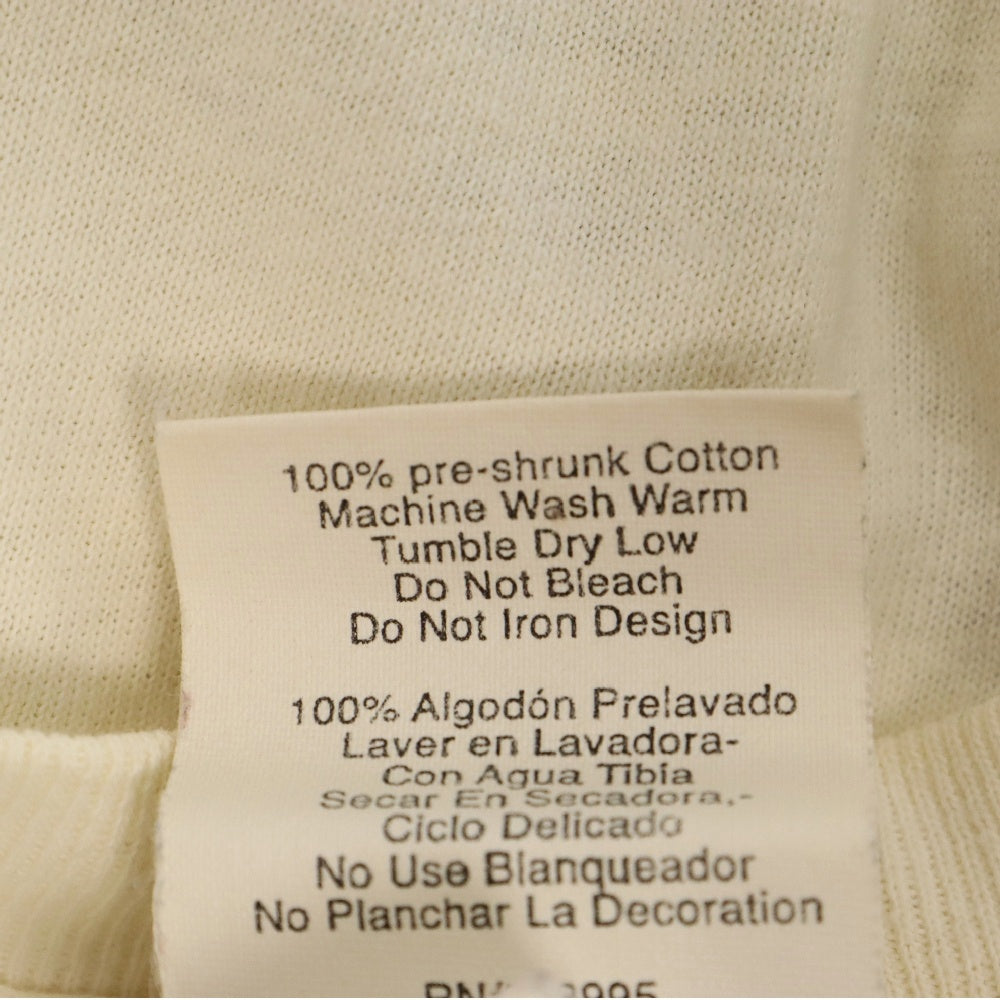 100% pre-shrunk Cotton
Machine Wash Warm
Tumble Dry Low
Do Not Bleach
Do Not Iron Design
100% Algodón Prelavado
Laver en Lavadora-
Con Agua Tibia
Secar En Secadora,-
Ciclo Delicado
No Use Blanqueador
No Planchar La Decoration